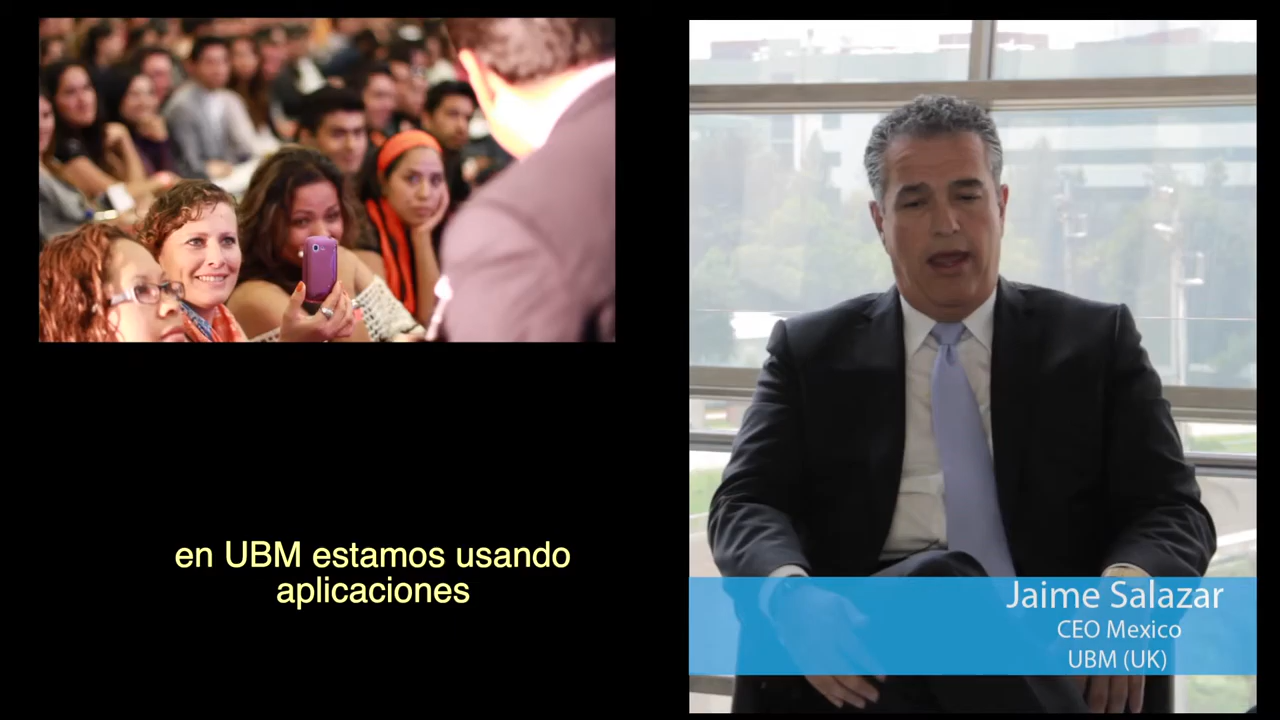 en UBM estamos usando
aplicaciones
Jaime Salazar
CEO Mexico
UBM (UK)